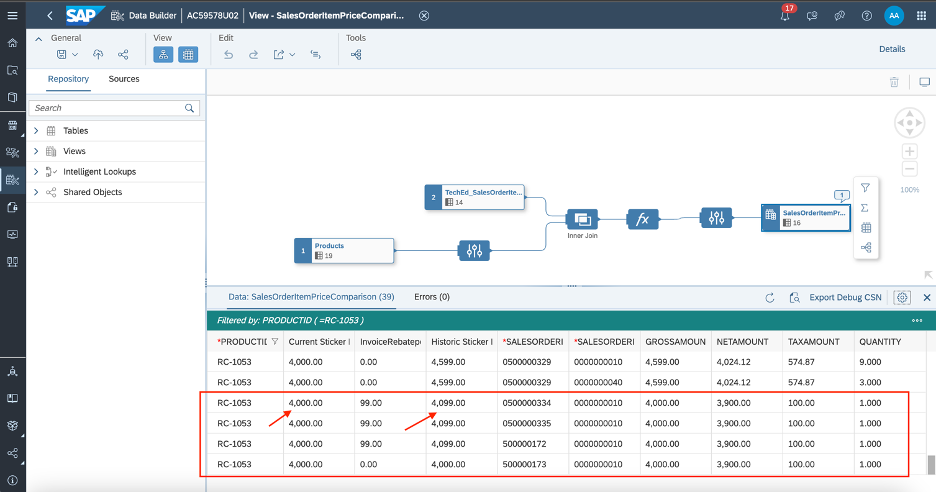 SAP Data Builder AC59578U02 View - SalesOrderItemPriceCompari... 17 AA
General View Edit Tools
Details
Repository Sources
Search
Tables
Views
Intelligent Lookups
Shared Objects
100%
2 TechEd_SalesOrderIte...
14
1 Products
19
Inner Join
fx
1
SalesOrderItemPr...
16
Data: SalesOrderItemPriceComparison (39) Errors (0) Export Debug CSN
Filtered by: PRODUCTID ( =RC-1053 )
*PRODUCTID Current Sticker I InvoiceRebatepe Historic Sticker I *SALESORDERI *SALESORDERI GROSSAMOUN NETAMOUNT TAXAMOUNT QUANTITY
RC-1053 4,000.00 0.00 4,599.00 0500000329 0000000010 4,599.00 4,024.12 574.87 9.000
RC-1053 4,000.00 0.00 4,599.00 0500000329 0000000040 4,599.00 4,024.12 574.87 3.000
RC-1053 4,000.00 99.00 4,099.00 0500000334 0000000010 4,000.00 3,900.00 100.00 1.000
RC-1053 4,000.00 99.00 4,099.00 0500000335 0000000010 4,000.00 3,900.00 100.00 1.000
RC-1053 4,000.00 99.00 4,099.00 500000172 0000000010 4,000.00 3,900.00 100.00 1.000
RC-1053 4,000.00 0.00 4,099.00 500000173 0000000010 4,000.00 3,900.00 100.00 1.000